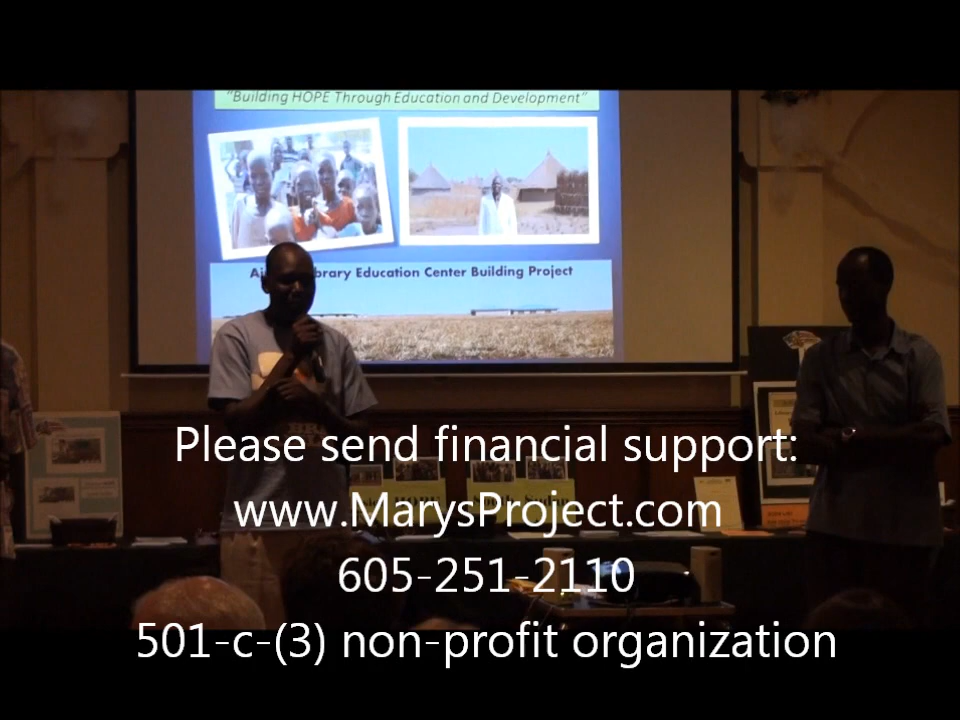 "Building HOPE Through Education and Development"
Education Center Building Project
Please send financial support:
www.MarysProject.com
605-251-2110
501-c-(3) non-profit organization